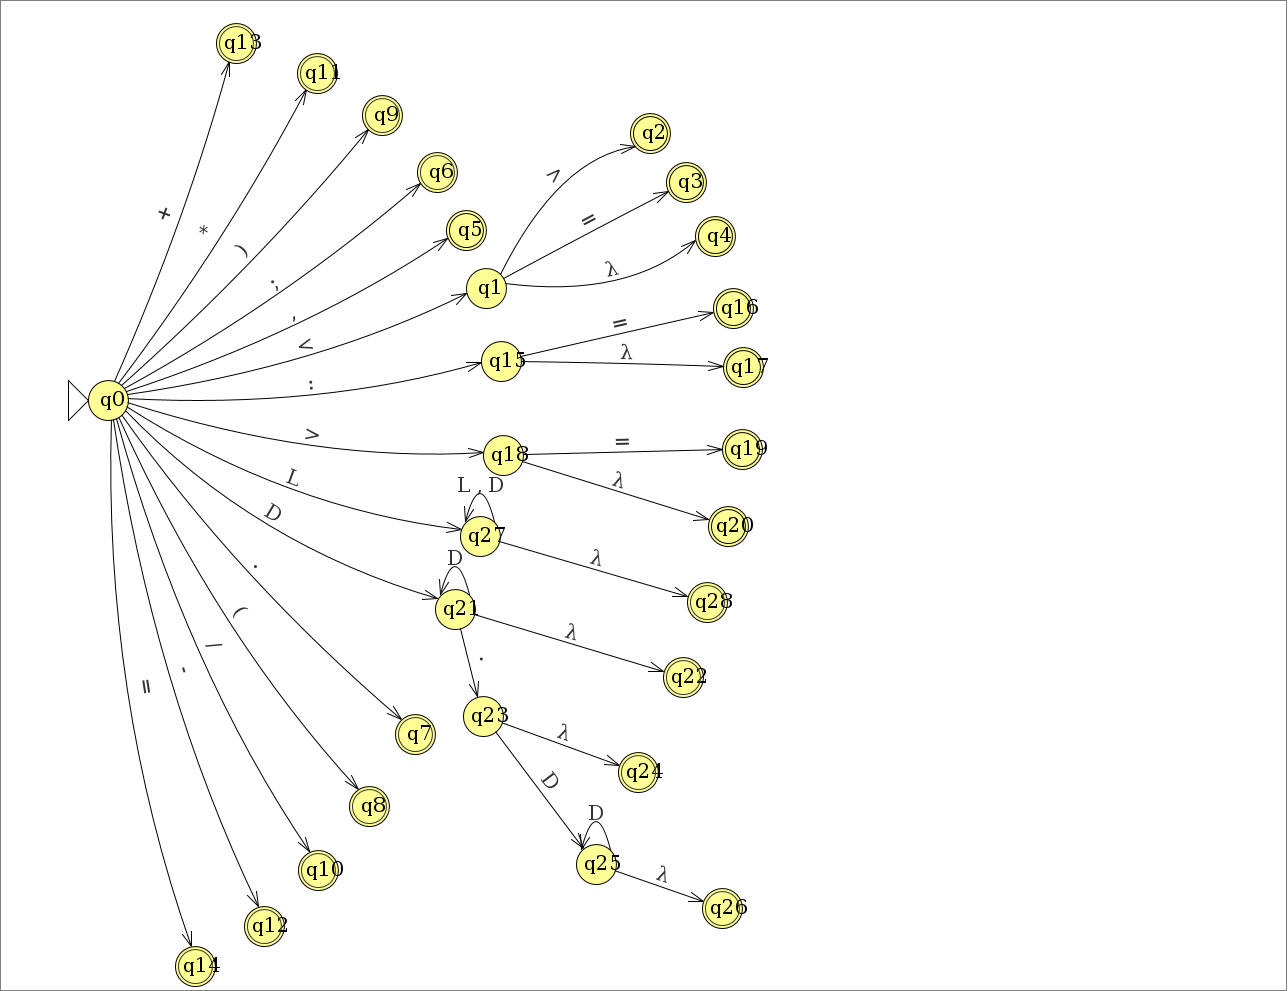 q13
q11
q9
q2
q6
>
q3
+
*
=
q5
q4
)
λ
;
q1
,
=
q16
<
λ
q15
q17
:
q0
>
=
q19
q18
L
L , D
λ
D
q20
q27
D
λ
.
q21
q28
(
λ
/
.
-
q22
=
q23
λ
q7
q24
D
q8
D
q25
λ
q10
q26
q12
q14